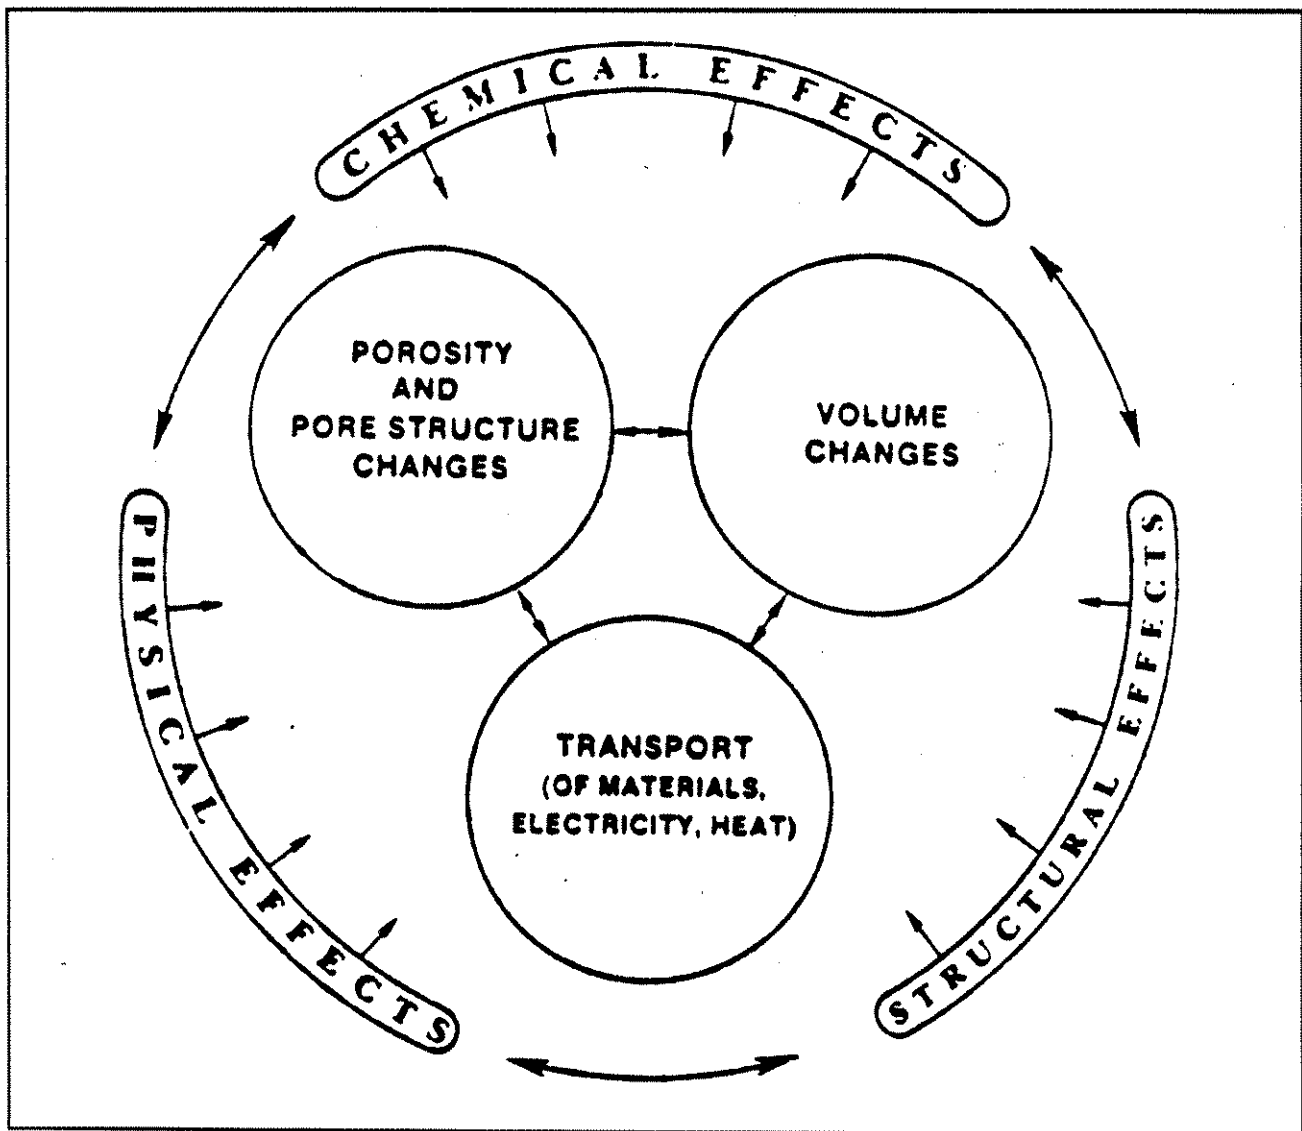 CHEMICAL EFFECTS
POROSITY
AND
PORE STRUCTURE
CHANGES
VOLUME
CHANGES
PHYSICAL EFFECTS
STRUCTURAL EFFECTS
TRANSPORT
(OF MATERIALS,
ELECTRICITY, HEAT)